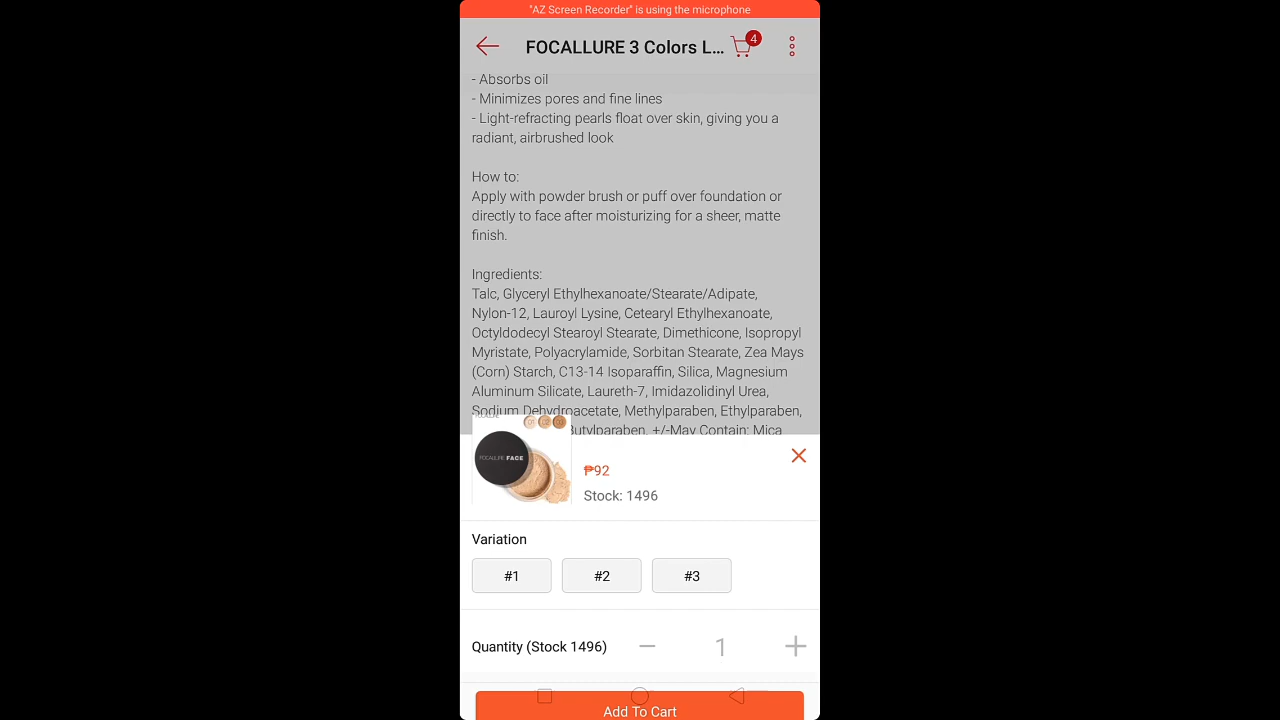 "AZ Screen Recorder" is using the microphone
FOCALLURE 3 Colors L...
4
- Absorbs oil
- Minimizes pores and fine lines
- Light-refracting pearls float over skin, giving you a
radiant, airbrushed look
How to:
Apply with powder brush or puff over foundation or
directly to face after moisturizing for a sheer, matte
finish.
Ingredients:
Talc, Glyceryl Ethylhexanoate/Stearate/Adipate,
Nylon-12, Lauroyl Lysine, Cetearyl Ethylhexanoate,
Octyldodecyl Stearoyl Stearate, Dimethicone, Isopropyl
Myristate, Polyacrylamide, Sorbitan Stearate, Zea Mays
(Corn) Starch, C13-14 Isoparaffin, Silica, Magnesium
Aluminum Silicate, Laureth-7, Imidazolidinyl Urea,
Sodium Dehydroacetate, Methylparaben, Ethylparaben,
Butylparaben, +/-May Contain: Mica
FOCALLURE FACE
₱92
Stock: 1496
Variation
#1
#2
#3
Quantity (Stock 1496)
1
Add To Cart